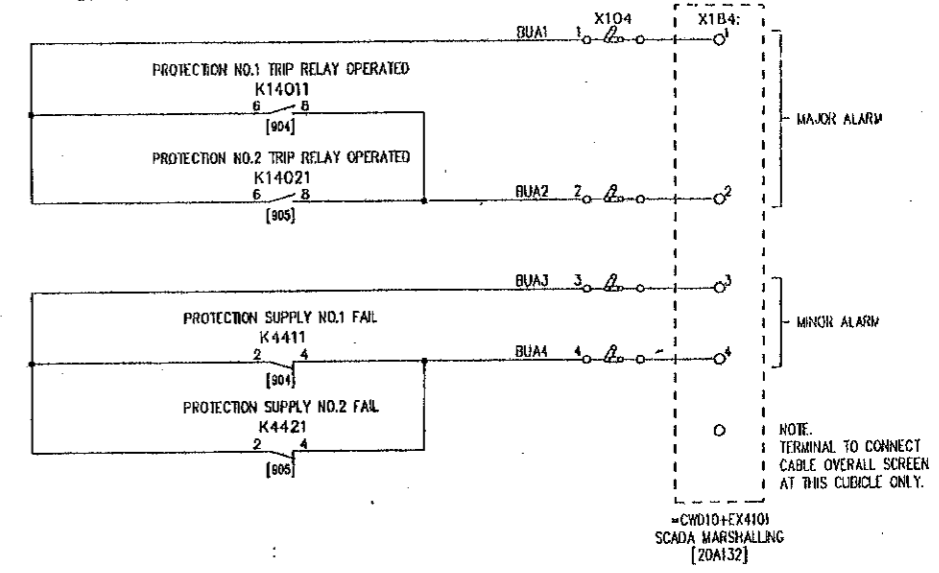 X104 X1B4:
BUA1 1 1
PROTECTION NO.1 TRIP RELAY OPERATED
K14011
6 8
[904]
MAJOR ALARM
PROTECTION NO.2 TRIP RELAY OPERATED
K14021
6 8
[905]
BUA2 2 2
BUA3 3 3
PROTECTION SUPPLY NO.1 FAIL
K4411
2 4
[904]
MINOR ALARM
BUA4 4 4
PROTECTION SUPPLY NO.2 FAIL
K4421
2 4
[905]
NOTE.
TERMINAL TO CONNECT
CABLE OVERALL SCREEN
AT THIS CUBICLE ONLY.
=CWD10+EX4101
SCADA MARSHALLING
[20A132]